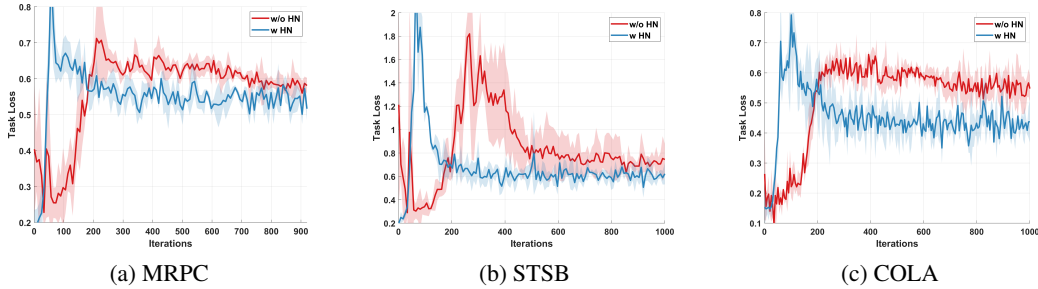 0.8
0.7
0.6
0.5
0.4
0.3
0.2
Task Loss
0 100 200 300 400 500 600 700 800 900
Iterations
w/o HN
w HN
(a) MRPC
2
1.8
1.6
1.4
1.2
1
0.8
0.6
0.4
0.2
Task Loss
0 200 400 600 800 1000
Iterations
w/o HN
w HN
(b) STSB
0.8
0.7
0.6
0.5
0.4
0.3
0.2
0.1
Task Loss
0 200 400 600 800 1000
Iterations
w/o HN
w HN
(c) COLA